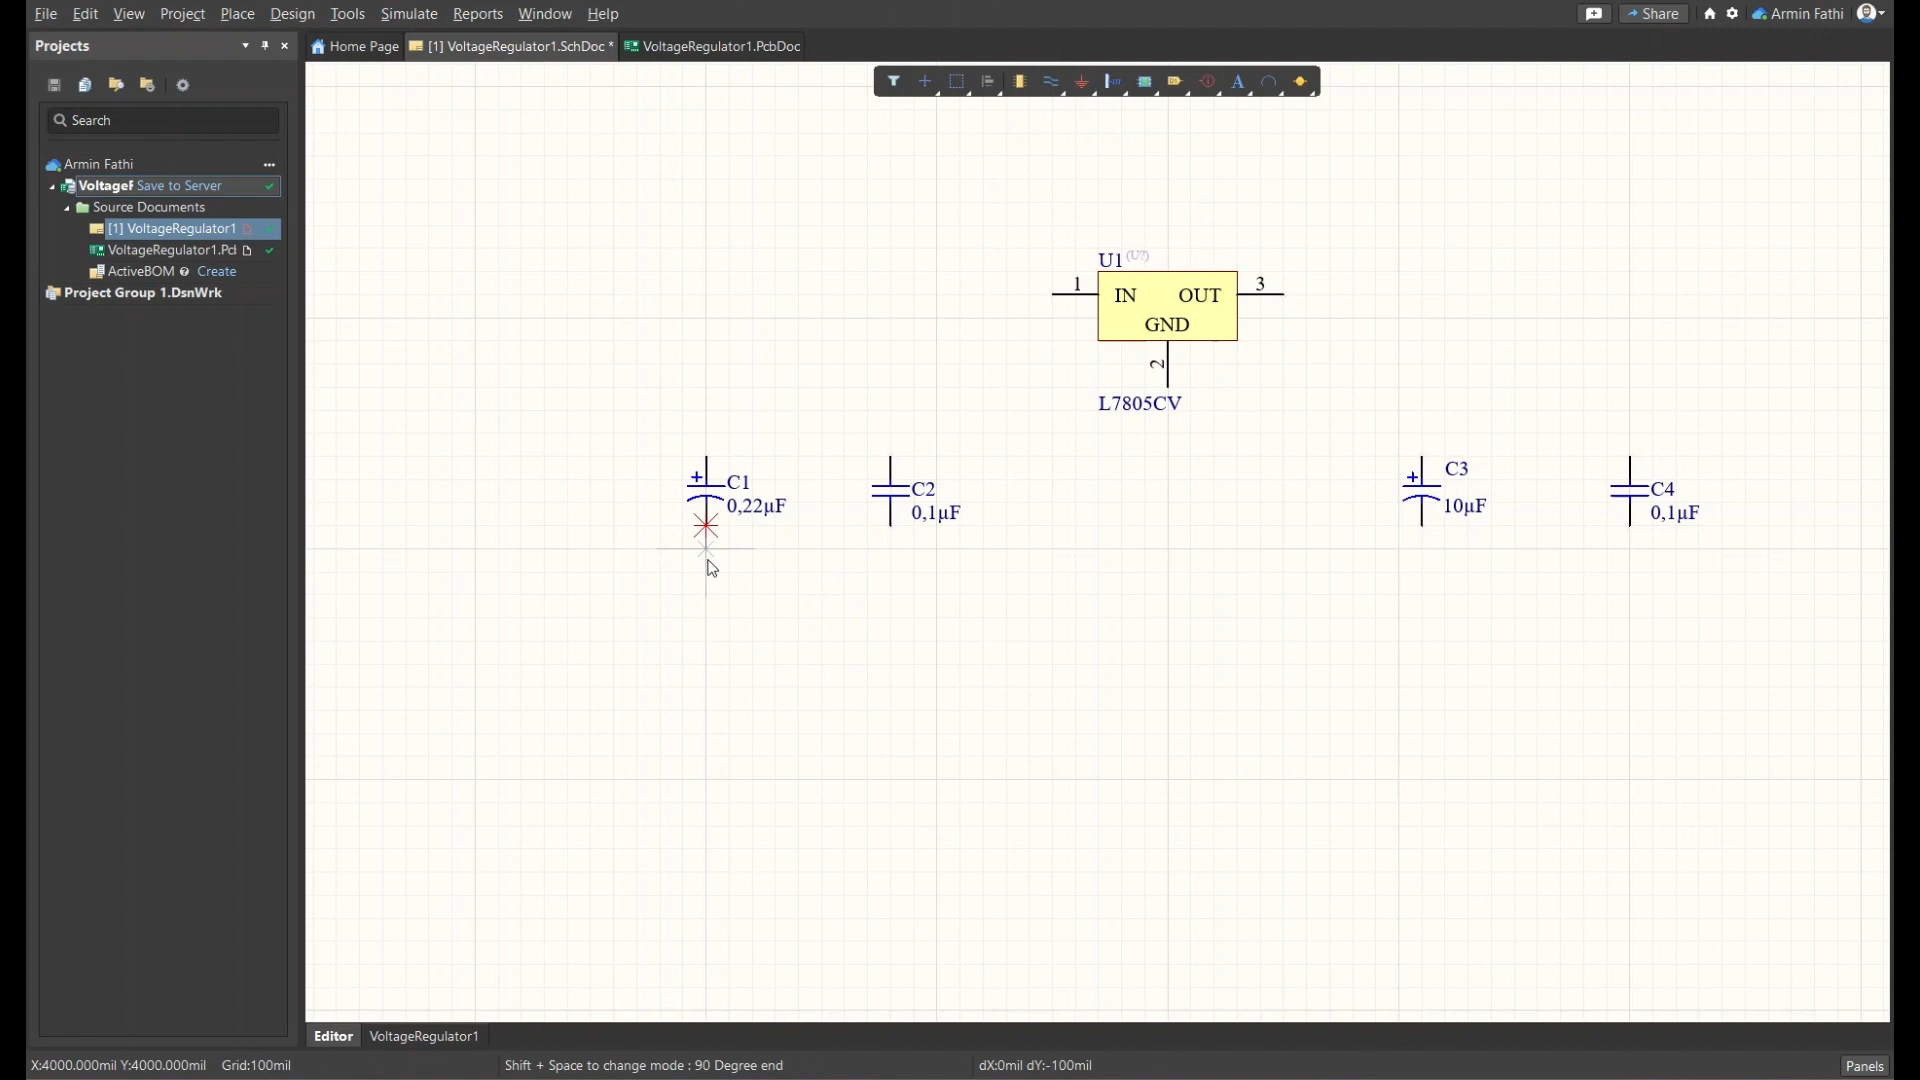 File Edit View Project Place Design Tools Simulate Reports Window Help
Share Armin Fathi
Projects
Home Page [1] VoltageRegulator1.SchDoc * VoltageRegulator1.PcbDoc
Search
Armin Fathi
VoltageR Save to Server
Source Documents
[1] VoltageRegulator1
VoltageRegulator1.Pcl
ActiveBOM Create
Project Group 1.DsnWrk
U1 (U?)
1 IN OUT 3
GND
2
L7805CV
C1
0,22µF
C2
0,1µF
C3
10µF
C4
0,1µF
Editor VoltageRegulator1
X:4000.000mil Y:4000.000mil Grid:100mil Shift + Space to change mode : 90 Degree end dX:0mil dY:-100mil Panels